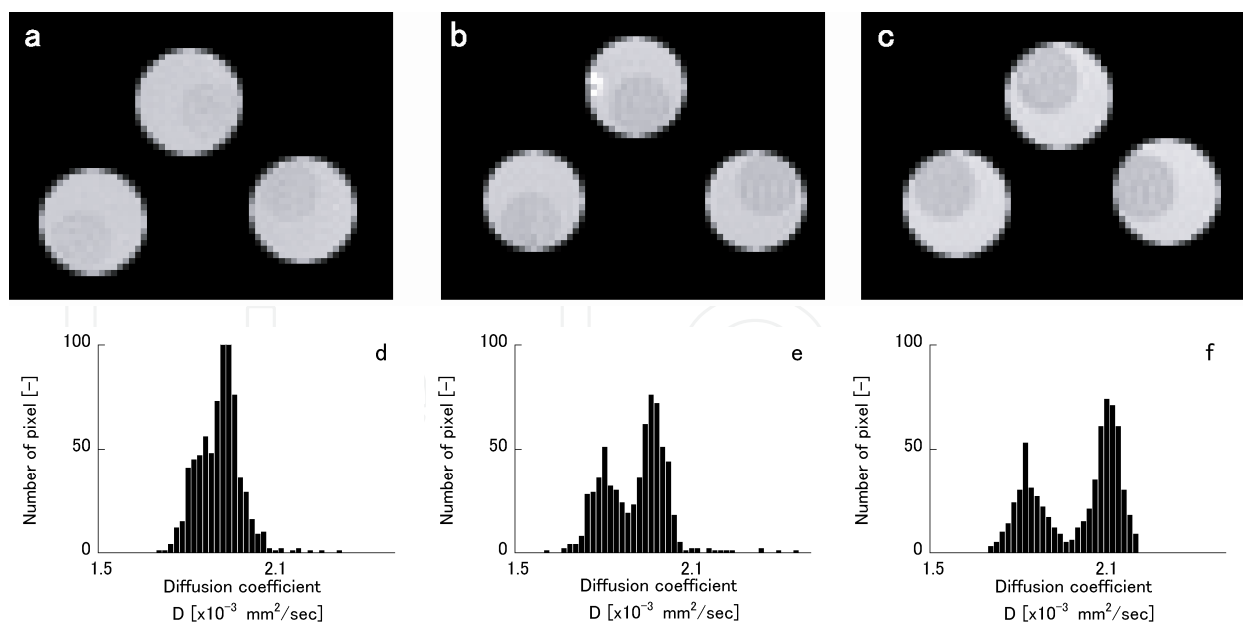 a
b
c
d
e
f
100
50
0
1.5
2.1
Number of pixel [-]
Diffusion coefficient
D [x10⁻³ mm²/sec]
100
50
0
1.5
2.1
Number of pixel [-]
Diffusion coefficient
D [x10⁻³ mm²/sec]
100
50
0
1.5
2.1
Number of pixel [-]
Diffusion coefficient
D [x10⁻³ mm²/sec]